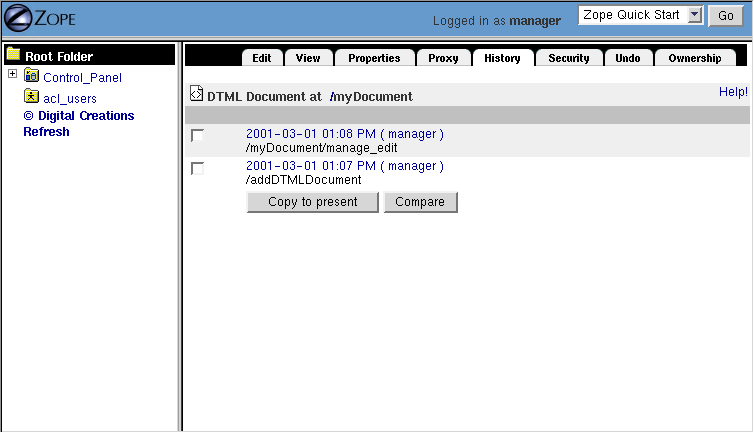 ZOPE
Logged in as manager
Zope Quick Start
Go
Root Folder
Control_Panel
acl_users
© Digital Creations
Refresh
Edit View Properties Proxy History Security Undo Ownership
DTML Document at /myDocument
Help!
2001-03-01 01:08 PM ( manager )
/myDocument/manage_edit
2001-03-01 01:07 PM ( manager )
/addDTMLDocument
Copy to present Compare